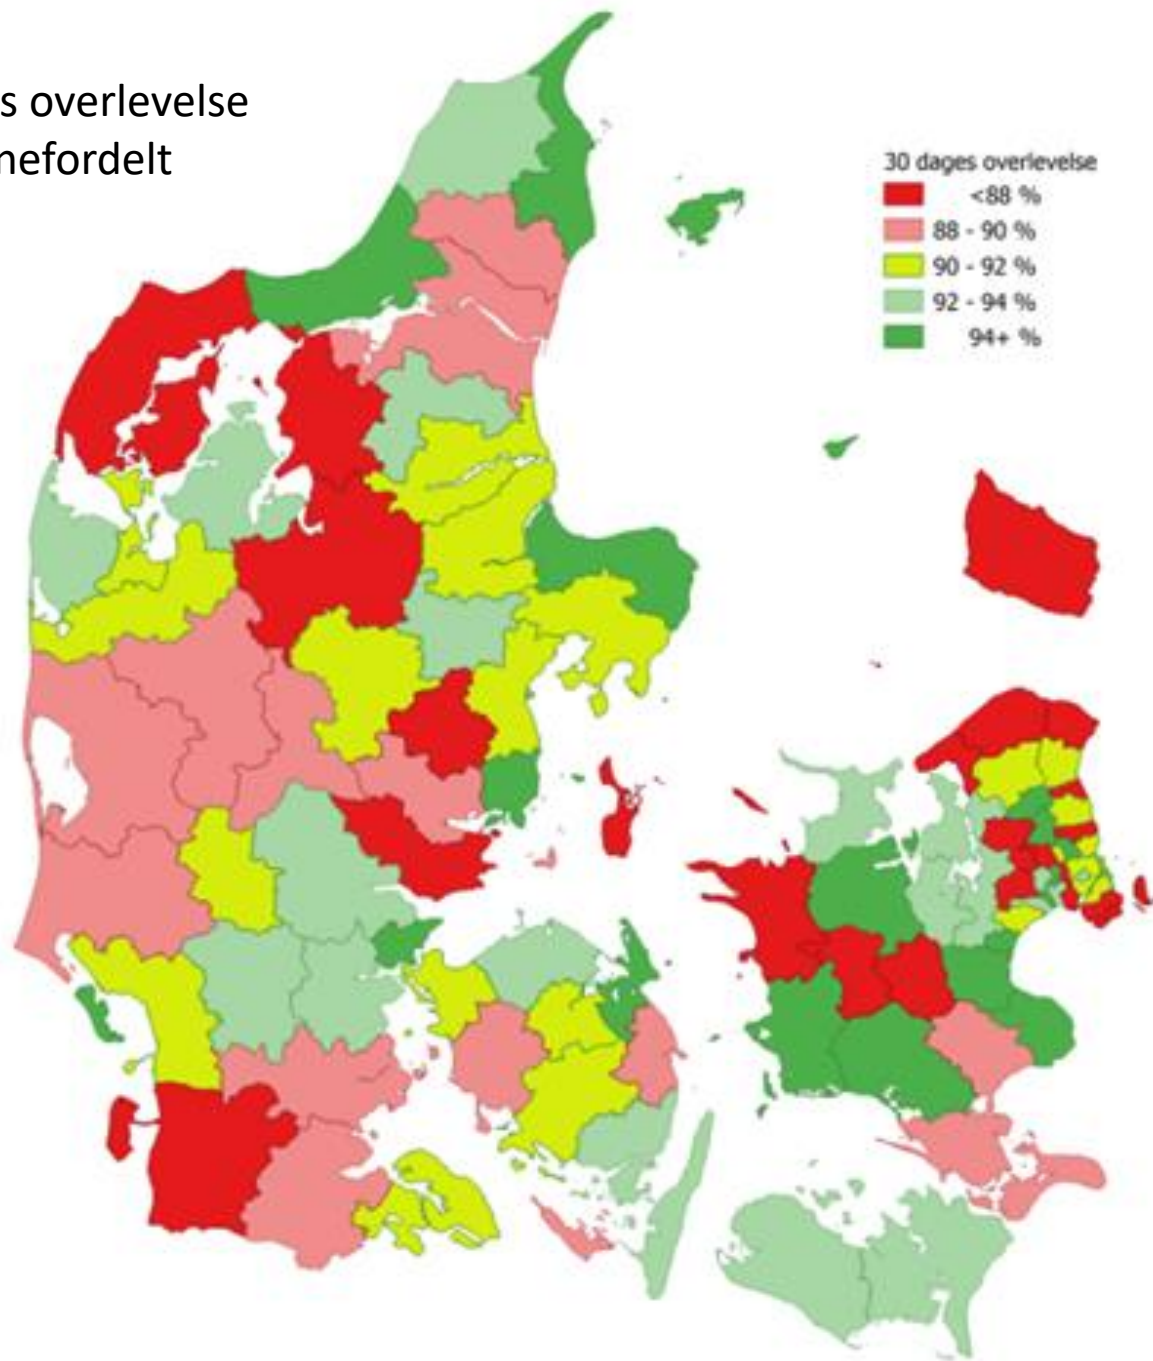 s overlevelse
nefordelt
30 dages overlevelse
<88 %
88 - 90 %
90 - 92 %
92 - 94 %
94+ %